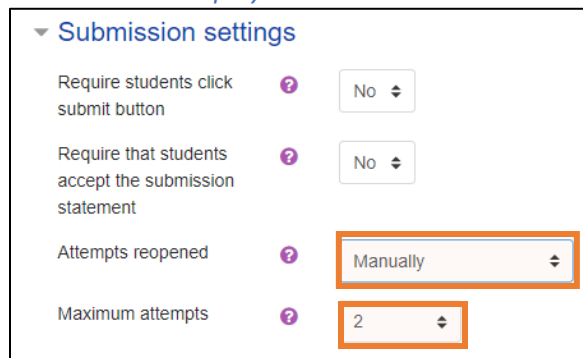 Submission settings
Require students click No
submit button
Require that students No
accept the submission
statement
Attempts reopened Manually
Maximum attempts 2